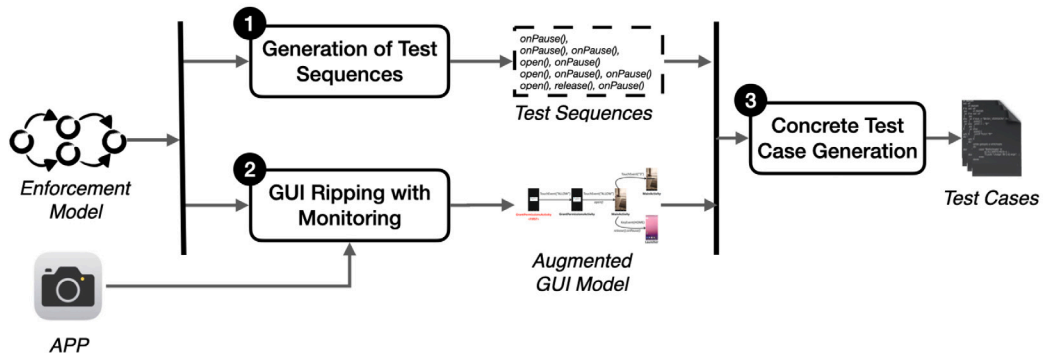 1
Generation of Test
Sequences
onPause(),
onPause(), onPause(),
open(), onPause()
open(), onPause(), onPause()
open(), release(), onPause()
Test Sequences
Enforcement
Model
2
GUI Ripping with
Monitoring
Augmented
GUI Model
3
Concrete Test
Case Generation
Test Cases
APP